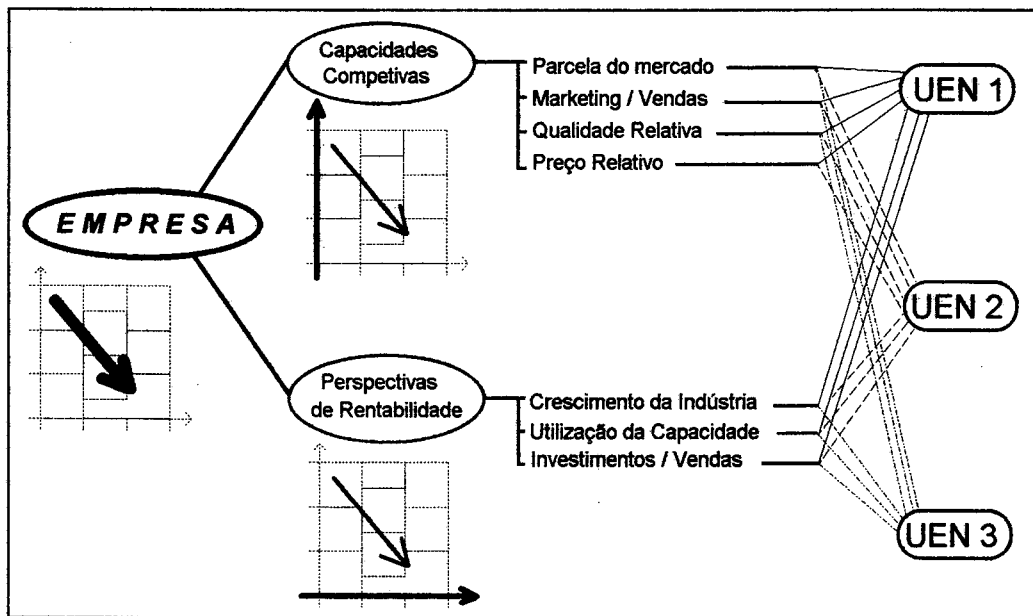 Capacidades
Competivas
Parcela do mercado
Marketing / Vendas
Qualidade Relativa
Preço Relativo
UEN 1
EMPRESA
UEN 2
Perspectivas
de Rentabilidade
Crescimento da Indústria
Utilização da Capacidade
Investimentos / Vendas
UEN 3